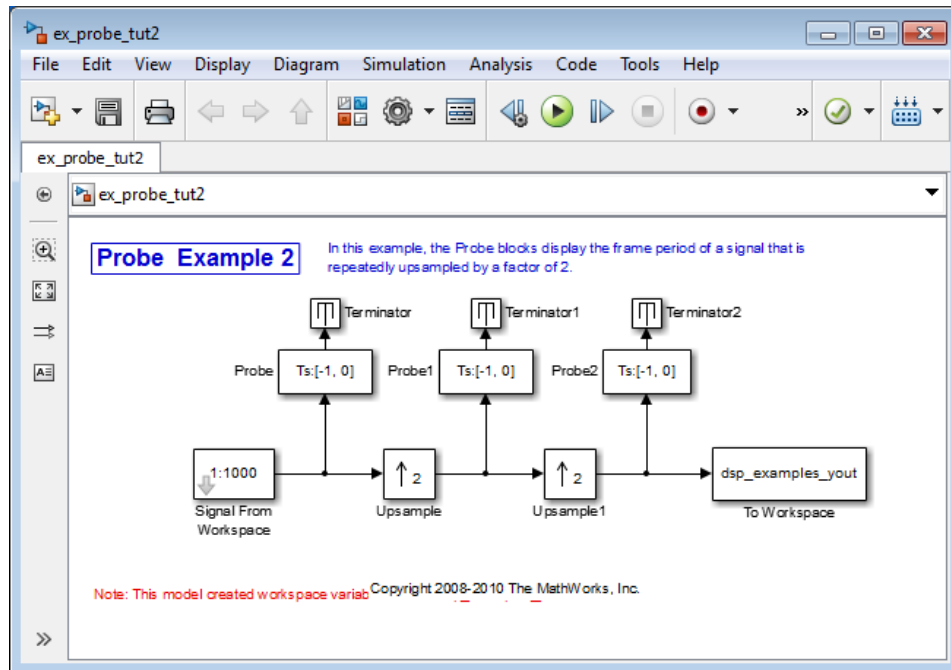 ex_probe_tut2
File Edit View Display Diagram Simulation Analysis Code Tools Help
»
ex_probe_tut2
ex_probe_tut2
Probe Example 2
In this example, the Probe blocks display the frame period of a signal that is
repeatedly upsampled by a factor of 2.
Terminator Terminator1 Terminator2
Probe Ts:[-1, 0] Probe1 Ts:[-1, 0] Probe2 Ts:[-1, 0]
1:1000 ↑2 ↑2 dsp_examples_yout
Signal From Upsample Upsample1 To Workspace
Workspace
Note: This model created workspace Copyright 2008-2010 The MathWorks, Inc.
A
»